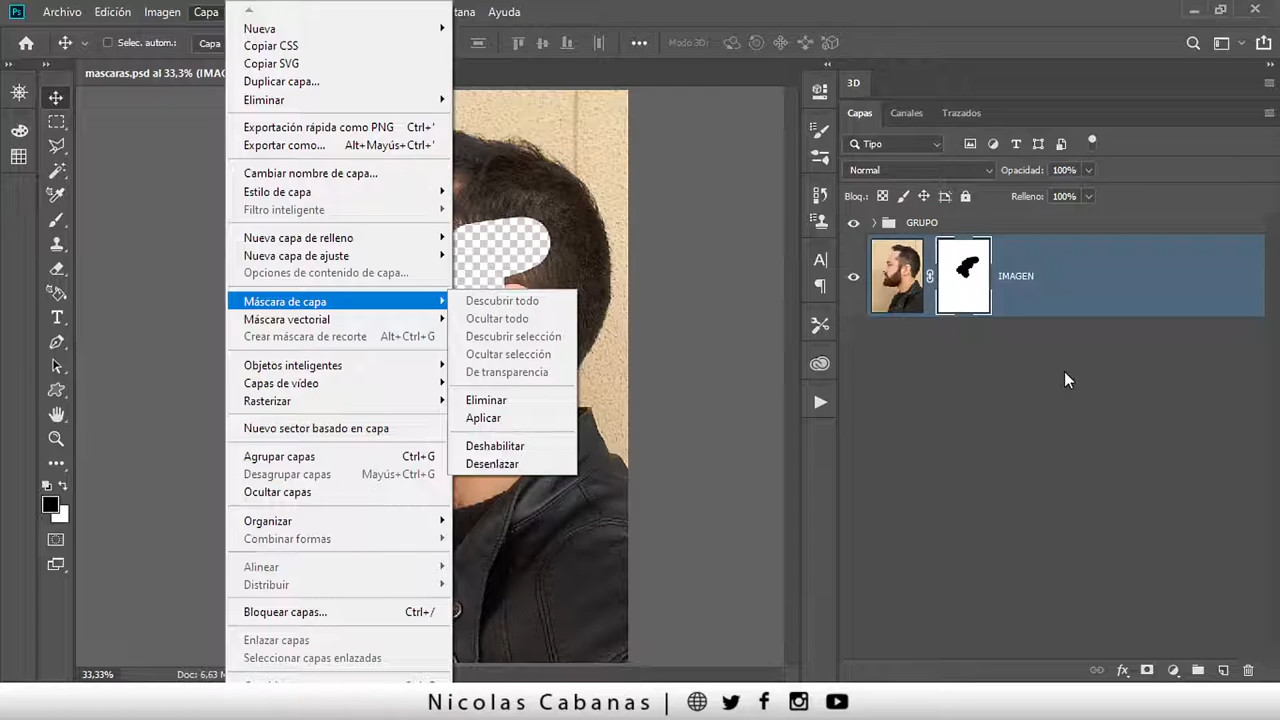 Ps Archivo Edición Imagen Capa Ayuda
Selec. autom.: Capa Modo 3D:
mascaras.psd al 33,3% (IMAG
Nueva
Copiar CSS
Copiar SVG
Duplicar capa...
Eliminar
Exportación rápida como PNG Ctrl+'
Exportar como... Alt+Mayús+Ctrl+'
Cambiar nombre de capa...
Estilo de capa
Filtro inteligente
Nueva capa de relleno
Nueva capa de ajuste
Opciones de contenido de capa...
Máscara de capa
Máscara vectorial
Crear máscara de recorte Alt+Ctrl+G
Objetos inteligentes
Capas de vídeo
Rasterizar
Nuevo sector basado en capa
Agrupar capas Ctrl+G
Desagrupar capas Mayús+Ctrl+G
Ocultar capas
Organizar
Combinar formas
Alinear
Distribuir
Bloquear capas... Ctrl+/
Enlazar capas
Seleccionar capas enlazadas
Descubrir todo
Ocultar todo
Descubrir selección
Ocultar selección
De transparencia
Eliminar
Aplicar
Deshabilitar
Desenlazar
3D
Capas Canales Trazados
Tipo
Normal Opacidad: 100%
Bloq.: Relleno: 100%
GRUPO
IMAGEN
33,33% Doc: 6,63 M
Nicolas Cabanas |